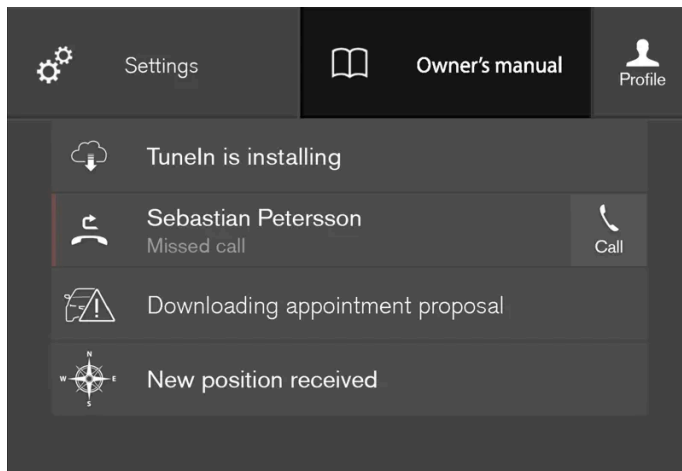 Settings
Owner's manual
Profile
TuneIn is installing
Sebastian Petersson
Missed call
Call
Downloading appointment proposal
N
W E
S
New position received